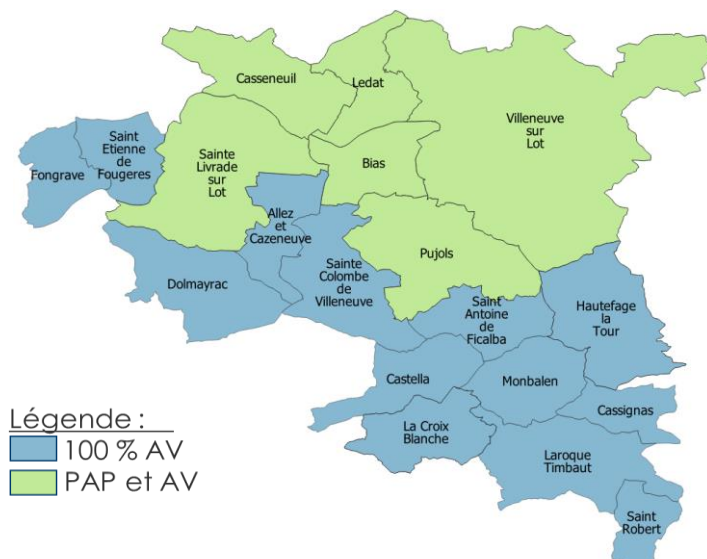 Casseneuil
Ledat
Villeneuve
sur
Lot
Saint
Etienne
de
Fougeres
Fongrave
Sainte
Livrade
sur
Lot
Bias
Allez
et
Cazeneuve
Pujols
Sainte
Colombe
de
Villeneuve
Dolmayrac
Saint
Antoine
de
Ficalba
Hautefage
la
Tour
Castella
Monbalen
Cassignas
La Croix
Blanche
Laroque
Timbaut
Saint
Robert
Légende :
100 % AV
PAP et AV